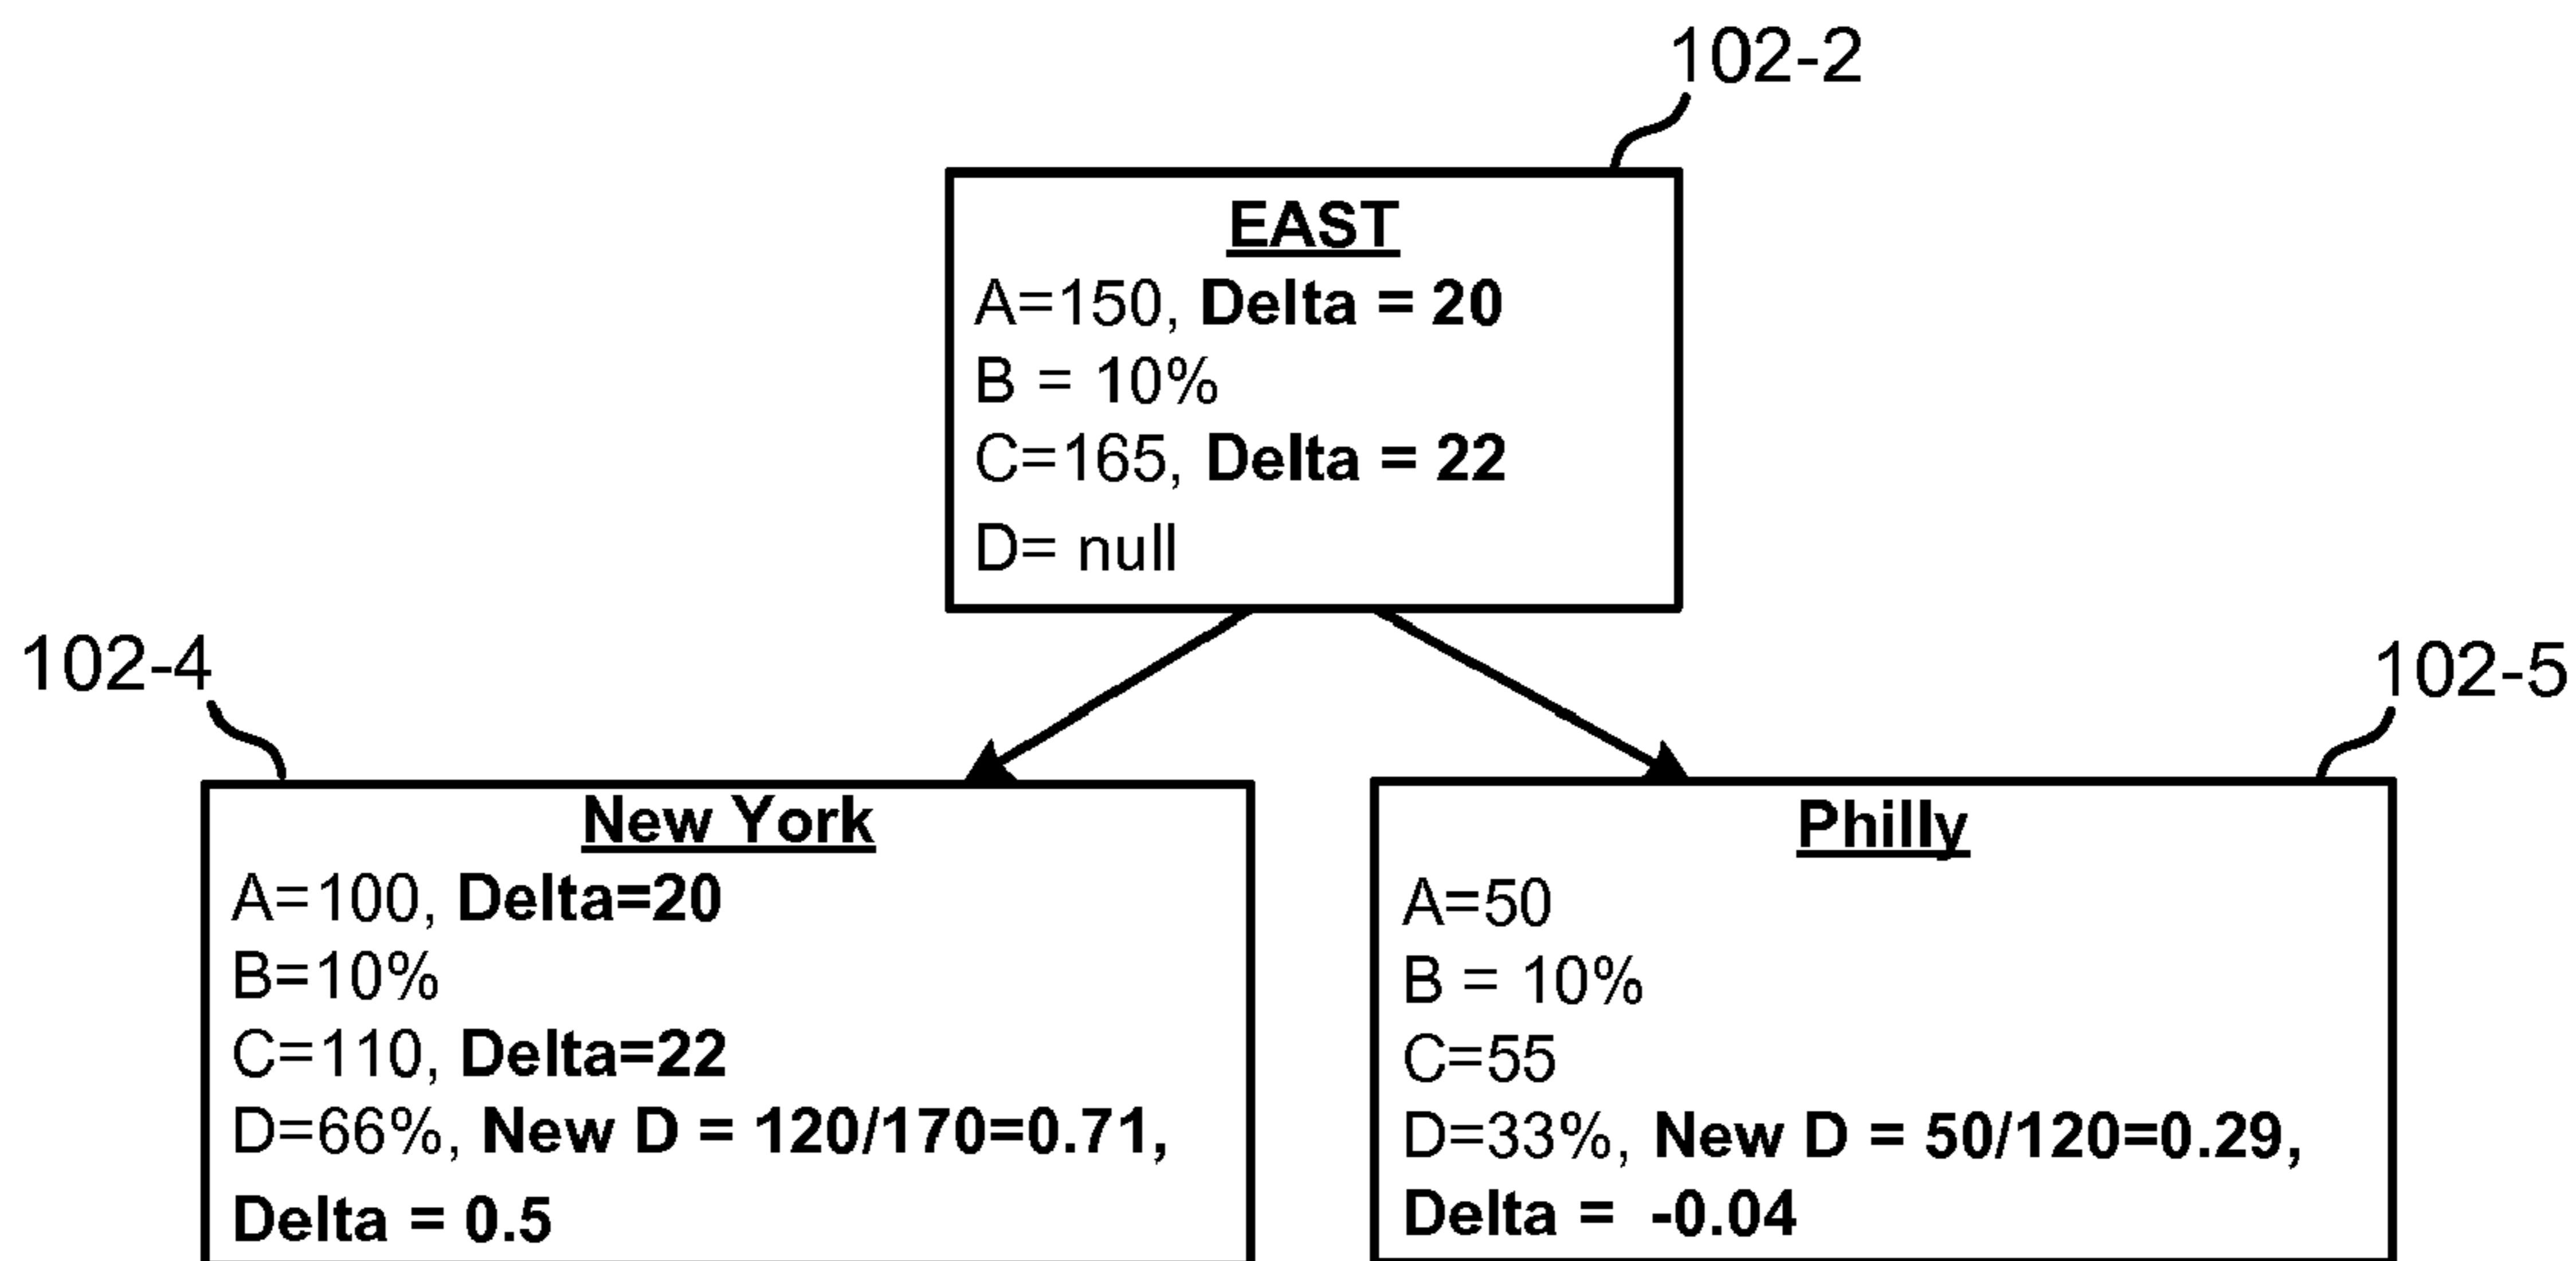 102-2
EAST
A=150, Delta = 20
B = 10%
C=165, Delta = 22
D= null
102-4
102-5
New York
A=100, Delta=20
B=10%
C=110, Delta=22
D=66%, New D = 120/170=0.71,
Delta = 0.5
Philly
A=50
B = 10%
C=55
D=33%, New D = 50/120=0.29,
Delta = -0.04